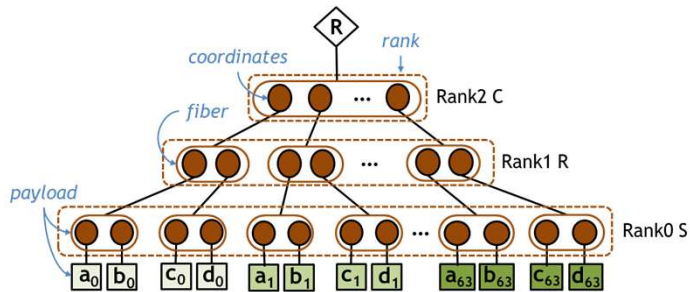 R
coordinates
rank
... Rank2 C
fiber
... Rank1 R
payload
... Rank0 S
a₀ b₀ c₀ d₀ a₁ b₁ c₁ d₁ a₆₃ b₆₃ c₆₃ d₆₃